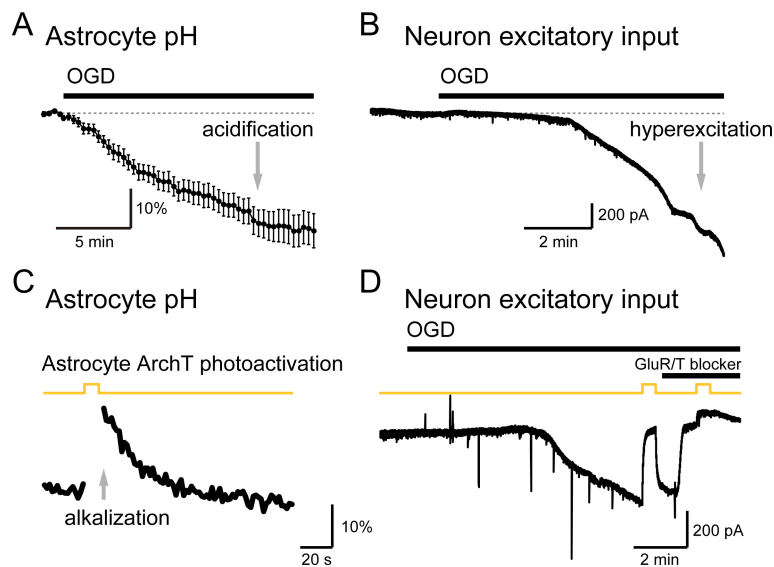 A Astrocyte pH
OGD
acidification
10%
5 min
B Neuron excitatory input
OGD
hyperexcitation
200 pA
2 min
C Astrocyte pH
Astrocyte ArchT photoactivation
alkalization
10%
20 s
D Neuron excitatory input
OGD
GluR/T blocker
200 pA
2 min